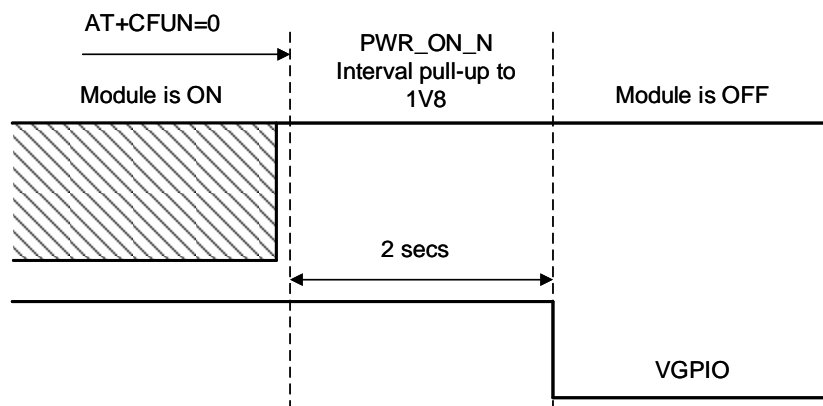 AT+CFUN=0
PWR_ON_N
Interval pull-up to
1V8
Module is ON
Module is OFF
2 secs
VGPIO